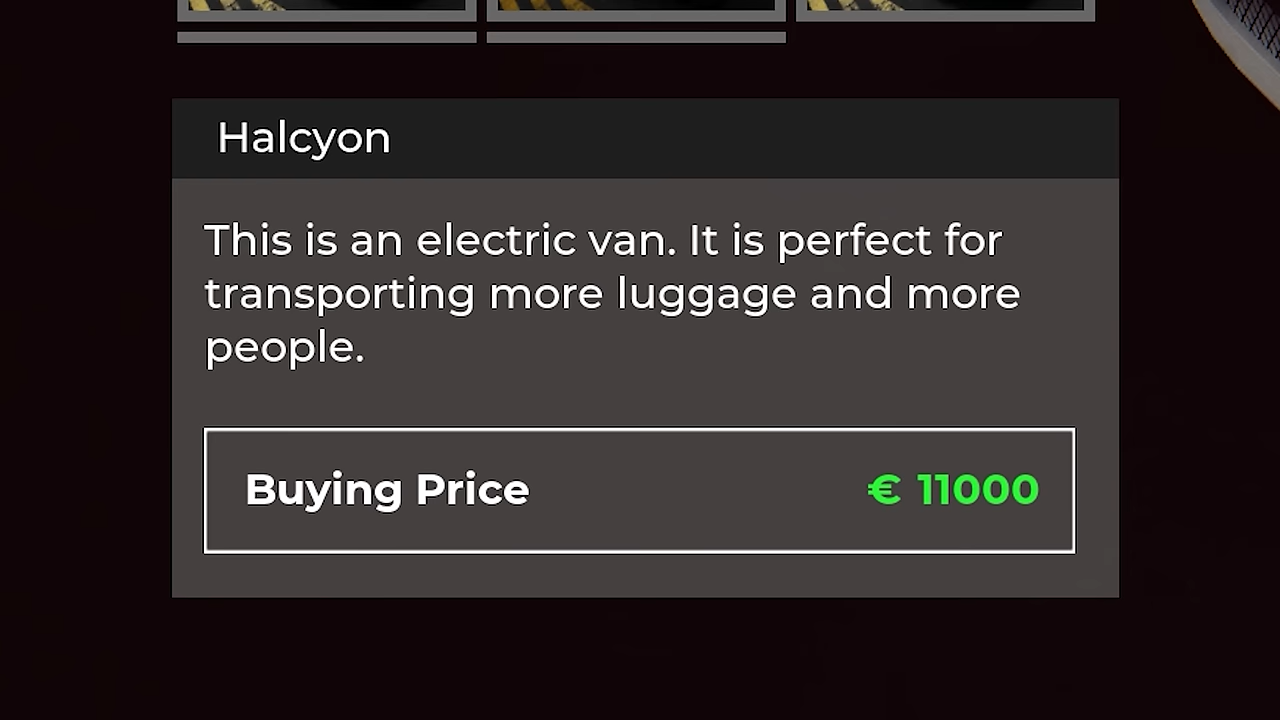 Halcyon
This is an electric van. It is perfect for
transporting more luggage and more
people.
Buying Price € 11000